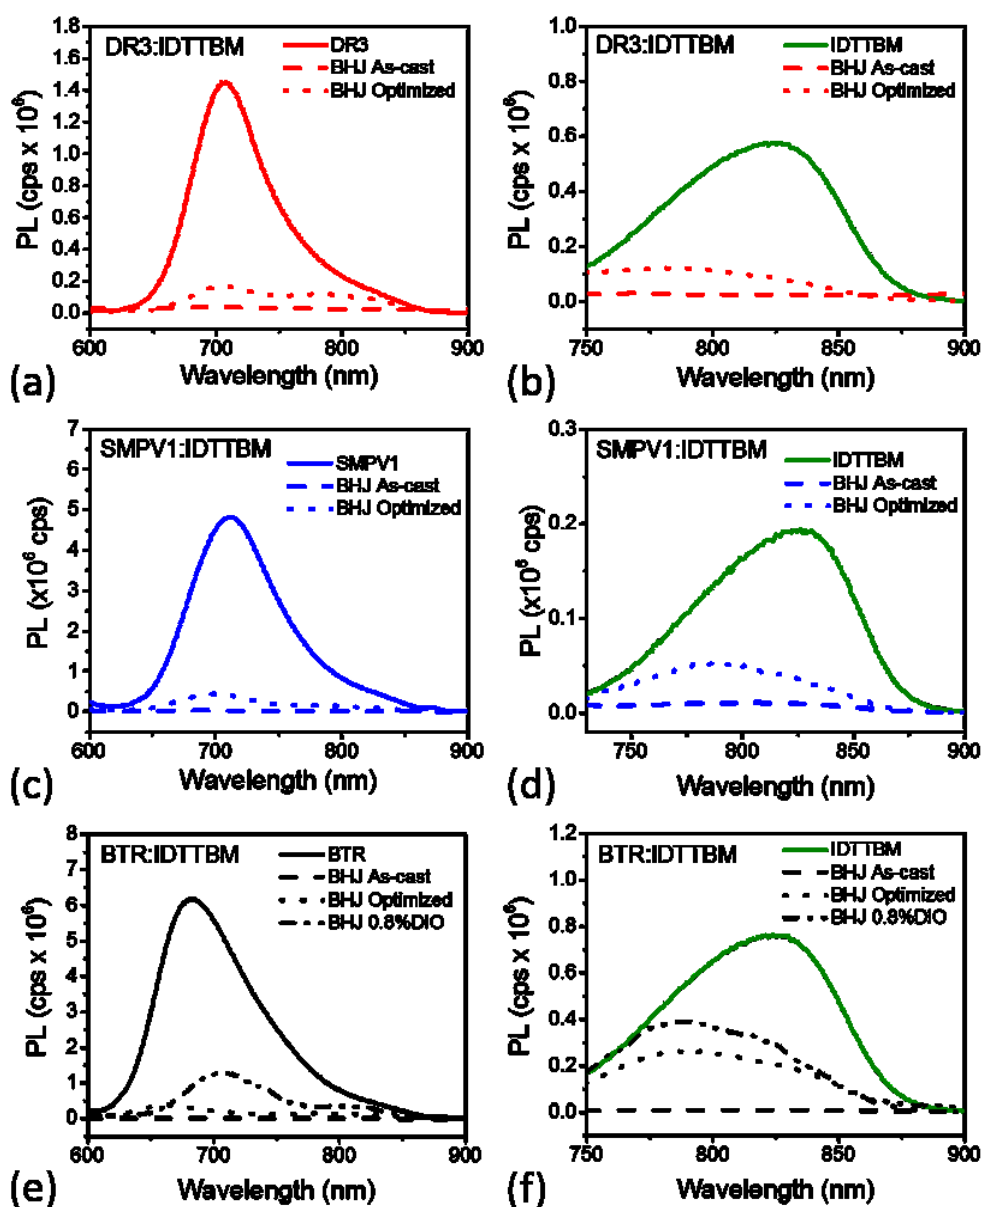 DR3:IDTTBM
DR3
BHJ As-cast
BHJ Optimized
1.8
1.6
1.4
1.2
1.0
0.8
0.6
0.4
0.2
0.0
PL (cps x 10⁶)
600
700
800
900
Wavelength (nm)
(a)
DR3:IDTTBM
IDTTBM
BHJ As-cast
BHJ Optimized
1.0
0.8
0.6
0.4
0.2
0.0
PL (cps x 10⁶)
750
800
850
900
Wavelength (nm)
(b)
SMPV1:IDTTBM
SMPV1
BHJ As-cast
BHJ Optimized
7
6
5
4
3
2
1
0
PL (x10⁶ cps)
600
700
800
900
Wavelength (nm)
(c)
SMPV1:IDTTBM
IDTTBM
BHJ As-cast
BHJ Optimized
0.3
0.2
0.1
0.0
PL (x10⁶ cps)
750
800
850
900
Wavelength (nm)
(d)
BTR:IDTTBM
BTR
BHJ As-cast
BHJ Optimized
BHJ 0.8%DIO
8
7
6
5
4
3
2
1
0
PL (cps x 10⁶)
600
700
800
900
Wavelength (nm)
(e)
BTR:IDTTBM
IDTTBM
BHJ As-cast
BHJ Optimized
BHJ 0.8%DIO
1.2
1.0
0.8
0.6
0.4
0.2
0.0
PL (cps x 10⁶)
750
800
850
900
Wavelength (nm)
(f)